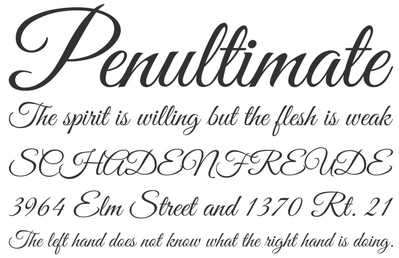 Penultimate
The spirit is willing but the flesh is weak
SCHADENFREUDE
3964 Elm Street and 1370 Rt. 21
The left hand does not know what the right hand is doing.